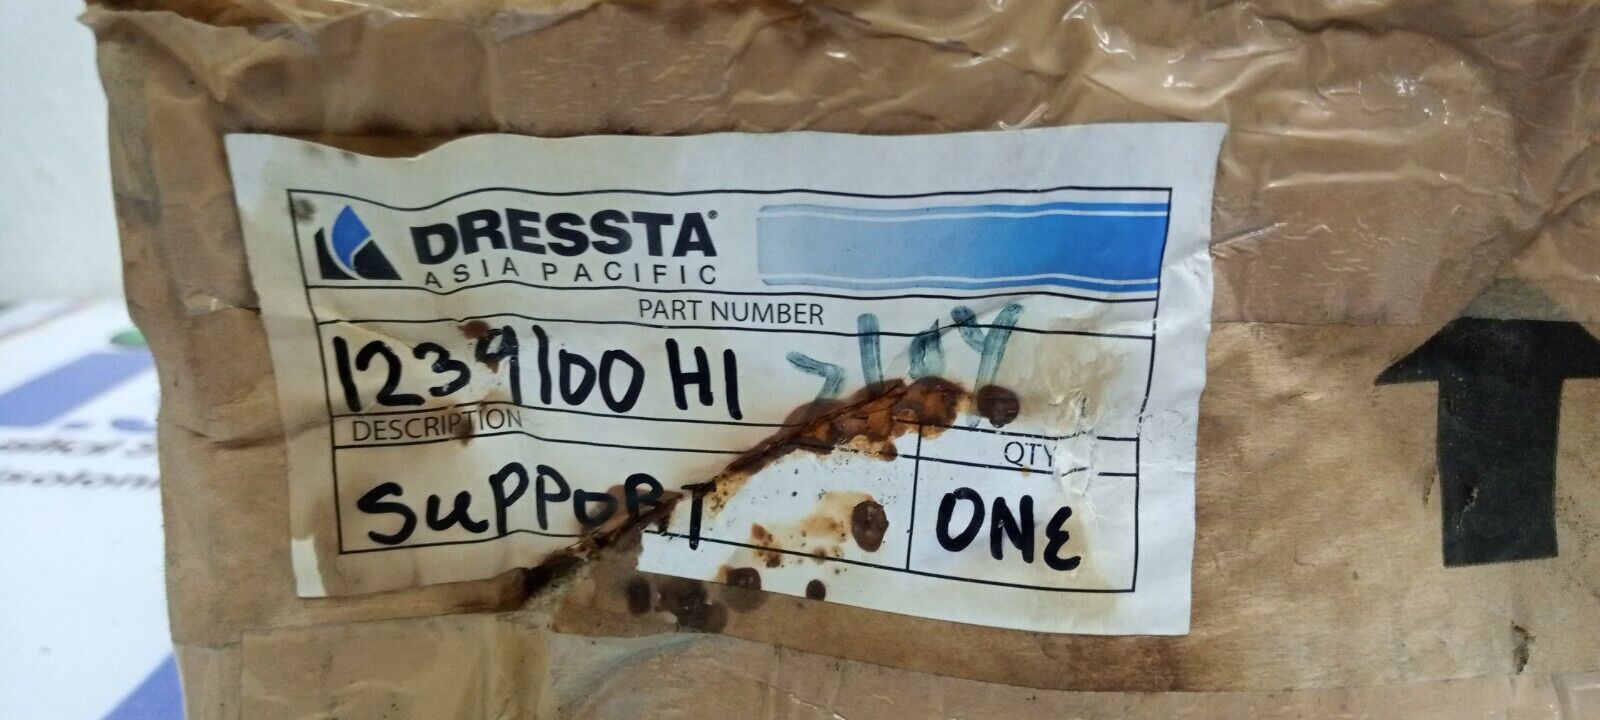 DRESSTA®
ASIA PACIFIC
PART NUMBER
1239100 H1
DESCRIPTION
QTY
SUPPORT
ONE